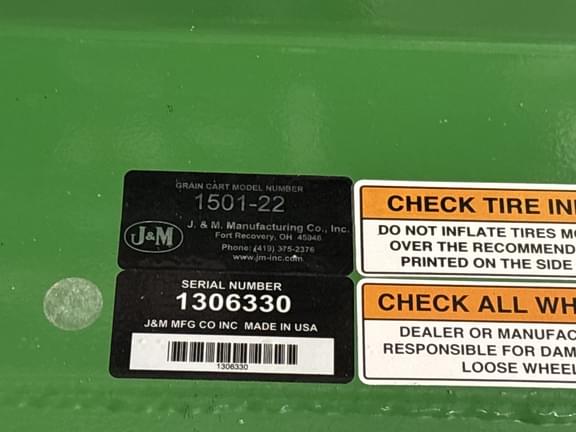 GRAIN CART MODEL NUMBER
1501-22
J&M
J. & M. Manufacturing Co., Inc.
Fort Recovery, OH 45846
Phone: (419) 375-2376
www.jm-inc.com
SERIAL NUMBER
1306330
J&M MFG CO INC MADE IN USA
1306330
CHECK TIRE IN
DO NOT INFLATE TIRES MO
OVER THE RECOMMEND
PRINTED ON THE SIDE
CHECK ALL WH
DEALER OR MANUFAC
RESPONSIBLE FOR DAM
LOOSE WHEEL